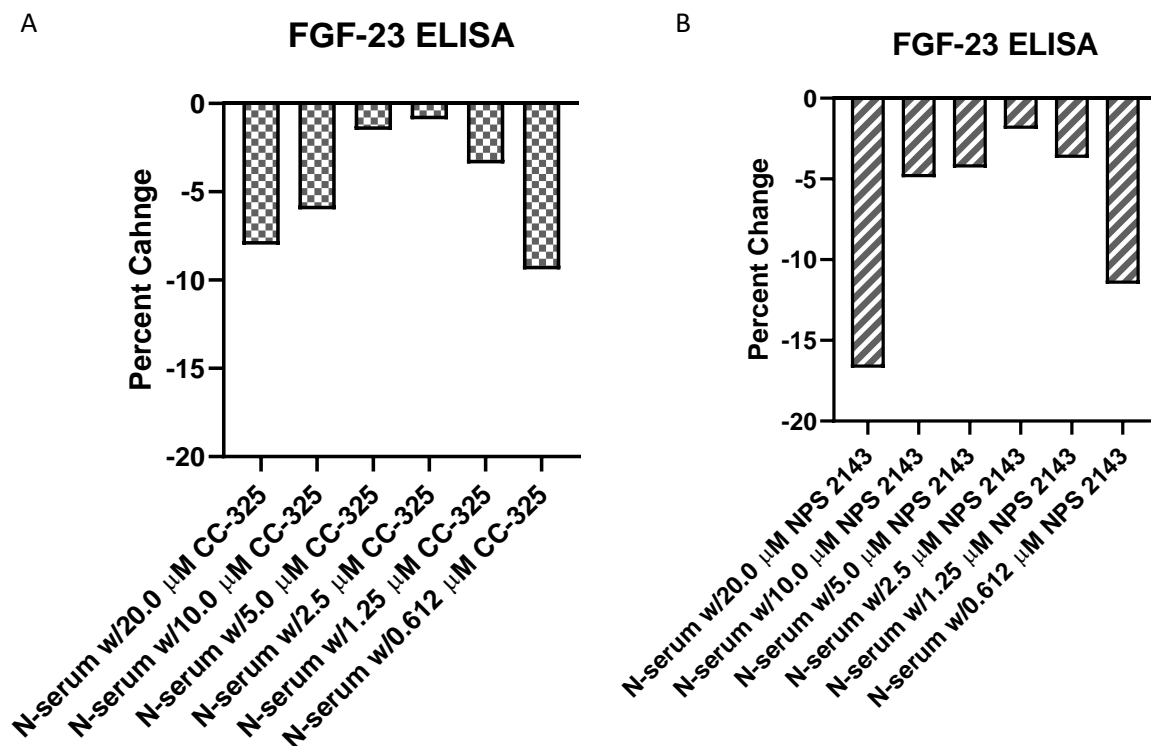 A
FGF-23 ELISA
Percent Cahnge
0
-5
-10
-15
-20
N-serum w/20.0 μM CC-325
N-serum w/10.0 μM CC-325
N-serum w/5.0 μM CC-325
N-serum w/2.5 μM CC-325
N-serum w/1.25 μM CC-325
N-serum w/0.612 μM CC-325
B
FGF-23 ELISA
Percent Change
0
-5
-10
-15
-20
N-serum w/20.0 μM NPS 2143
N-serum w/10.0 μM NPS 2143
N-serum w/5.0 μM NPS 2143
N-serum w/2.5 μM NPS 2143
N-serum w/1.25 μM NPS 2143
N-serum w/0.612 μM NPS 2143